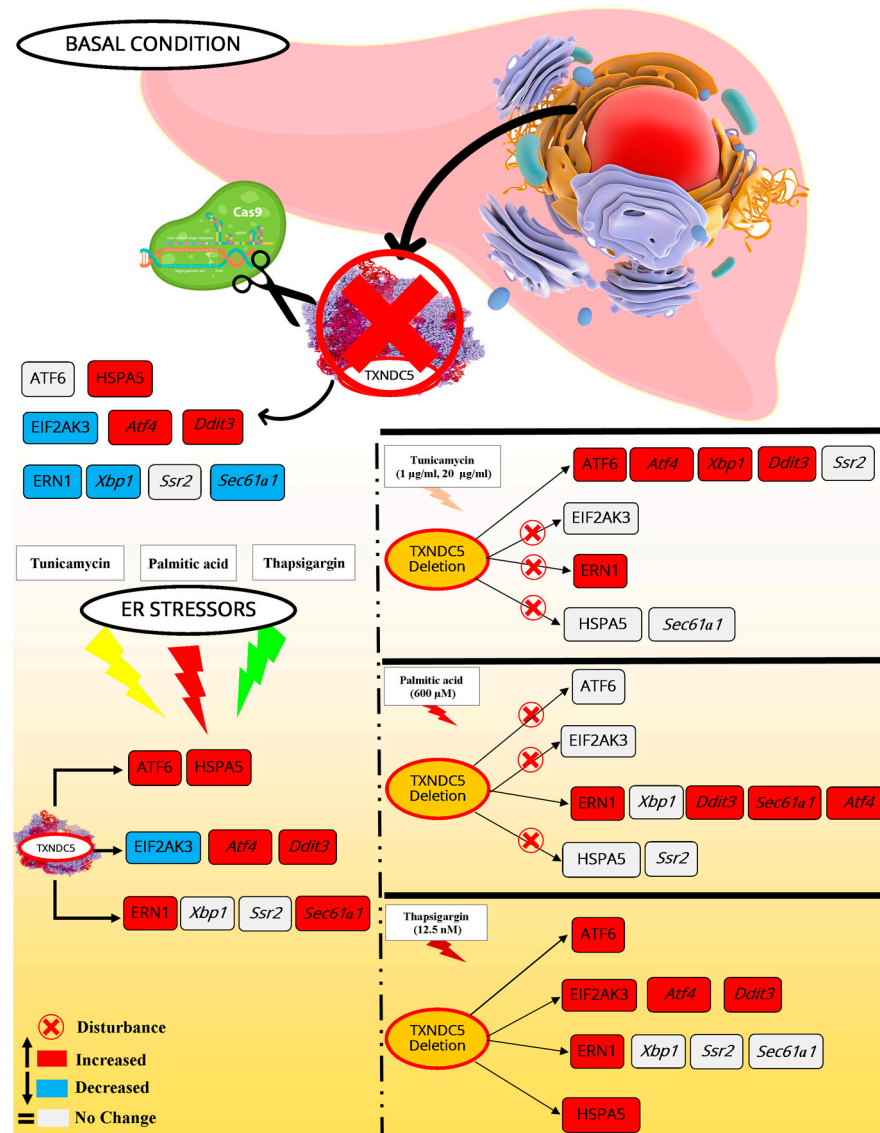 BASAL CONDITION
Cas9
TXNDC5
ATF6 HSPA5
EIF2AK3 Atf4 Ddit3
ERN1 Xbp1 Ssr2 Sec61a1
Tunicamycin Palmitic acid Thapsigargin
ER STRESSORS
ATF6 HSPA5
TXNDC5
EIF2AK3 Atf4 Ddit3
ERN1 Xbp1 Ssr2 Sec61a1
Disturbance
Increased
Decreased
= No Change
Tunicamycin
(1 μg/ml, 20 μg/ml)
TXNDC5
Deletion
ATF6 Atf4 Xbp1 Ddit3 Ssr2
EIF2AK3
ERN1
HSPA5 Sec61a1
Palmitic acid
(600 μM)
TXNDC5
Deletion
ATF6
EIF2AK3
ERN1 Xbp1 Ddit3 Sec61a1 Atf4
HSPA5 Ssr2
Thapsigargin
(12.5 nM)
TXNDC5
Deletion
ATF6
EIF2AK3 Atf4 Ddit3
ERN1 Xbp1 Ssr2 Sec61a1
HSPA5